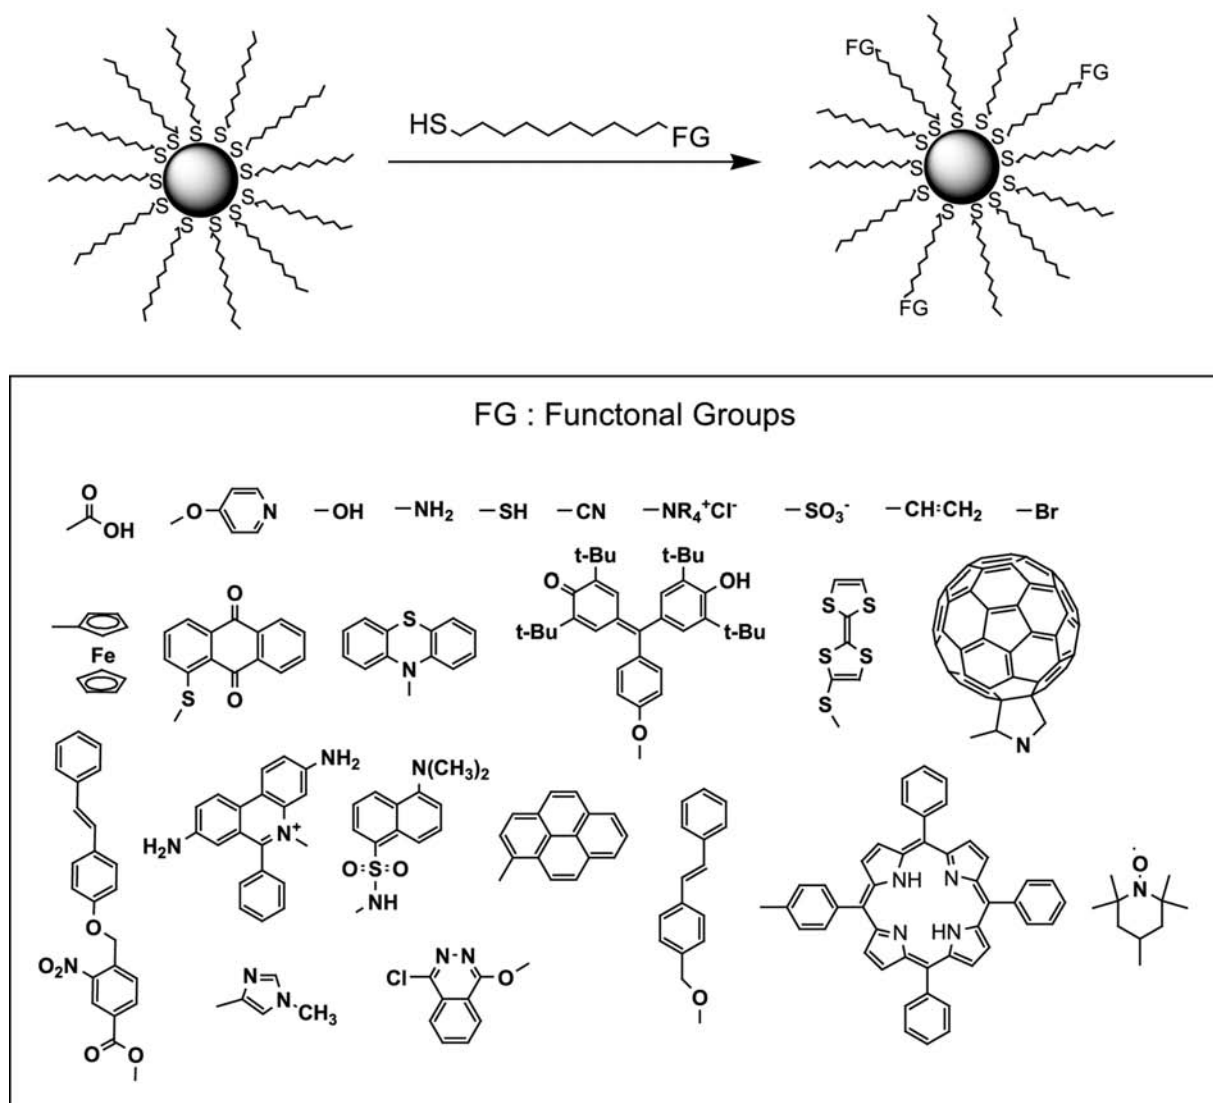 FG
FG
S S S
S S
S S
S S
S S S
HS
FG
S S S
S S
S S
S S
S S S
FG
FG : Functonal Groups
O
OH
O
N
–OH
–NH₂
–SH
–CN
–NR₄⁺Cl⁻
–SO₃⁻
–CH:CH₂
–Br
Fe
O
O
S
S
N
t-Bu
t-Bu
O
OH
t-Bu
t-Bu
O
S
S
S
S
S
N
O
O₂N
O
O
NH₂
H₂N
N⁺
N(CH₃)₂
O=S=O
NH
N
N
CH₃
N-N
Cl
O
O
NH
N
N
HN
O·
N